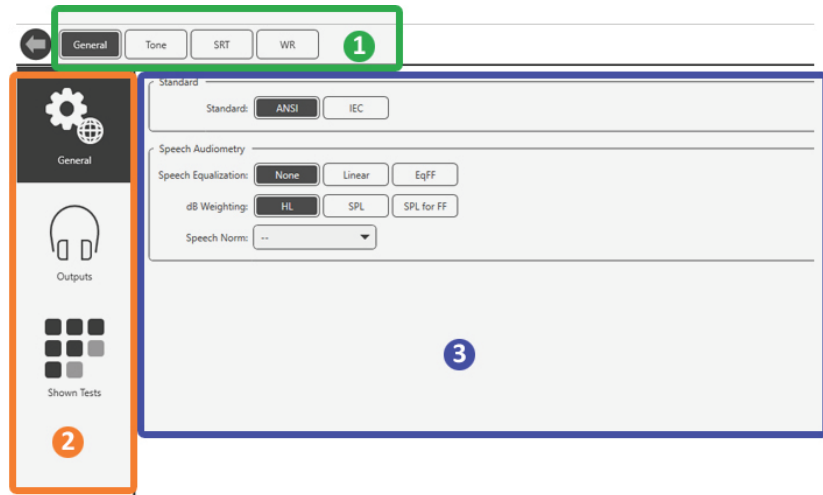 General Tone SRT WR 1
Standard
Standard: ANSI IEC
General
Speech Audiometry
Speech Equalization: None Linear EqFF
dB Weighting: HL SPL SPL for FF
Speech Norm: --
Outputs
3
Shown Tests
2